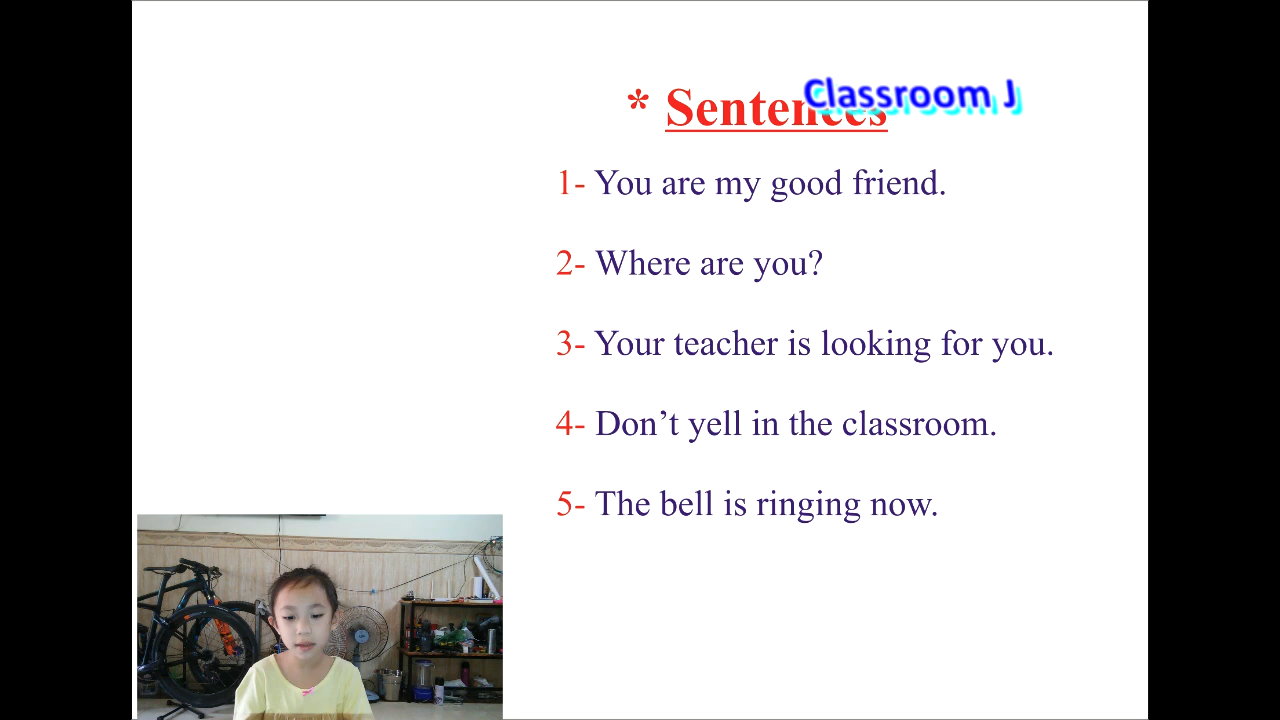 Classroom J
* Sentences
1- You are my good friend.
2- Where are you?
3- Your teacher is looking for you.
4- Don’t yell in the classroom.
5- The bell is ringing now.